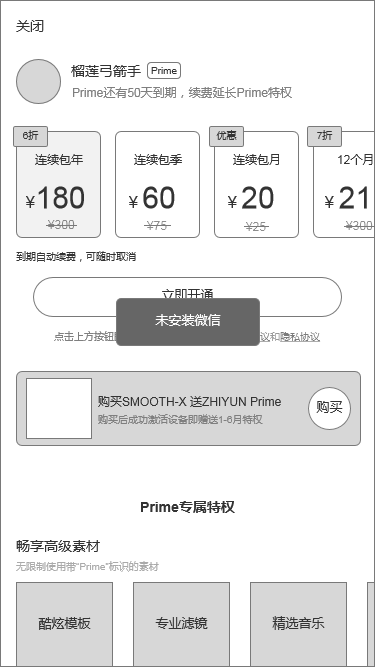 关闭
榴莲弓箭手 Prime
Prime还有50天到期，续费延长Prime特权
6折 优惠 7折
连续包年 连续包季 连续包月 12个月
¥180 ¥60 ¥20 ¥21
¥300 ¥75 ¥25 ¥300
到期自动续费，可随时取消
立即开通
未安装微信
点击上方按钮 和隐私协议
购买SMOOTH-X 送ZHIYUN Prime
购买后成功激活设备即赠送1-6月特权
购买
Prime专属特权
畅享高级素材
无限制使用带“Prime”标识的素材
酷炫模板 专业滤镜 精选音乐